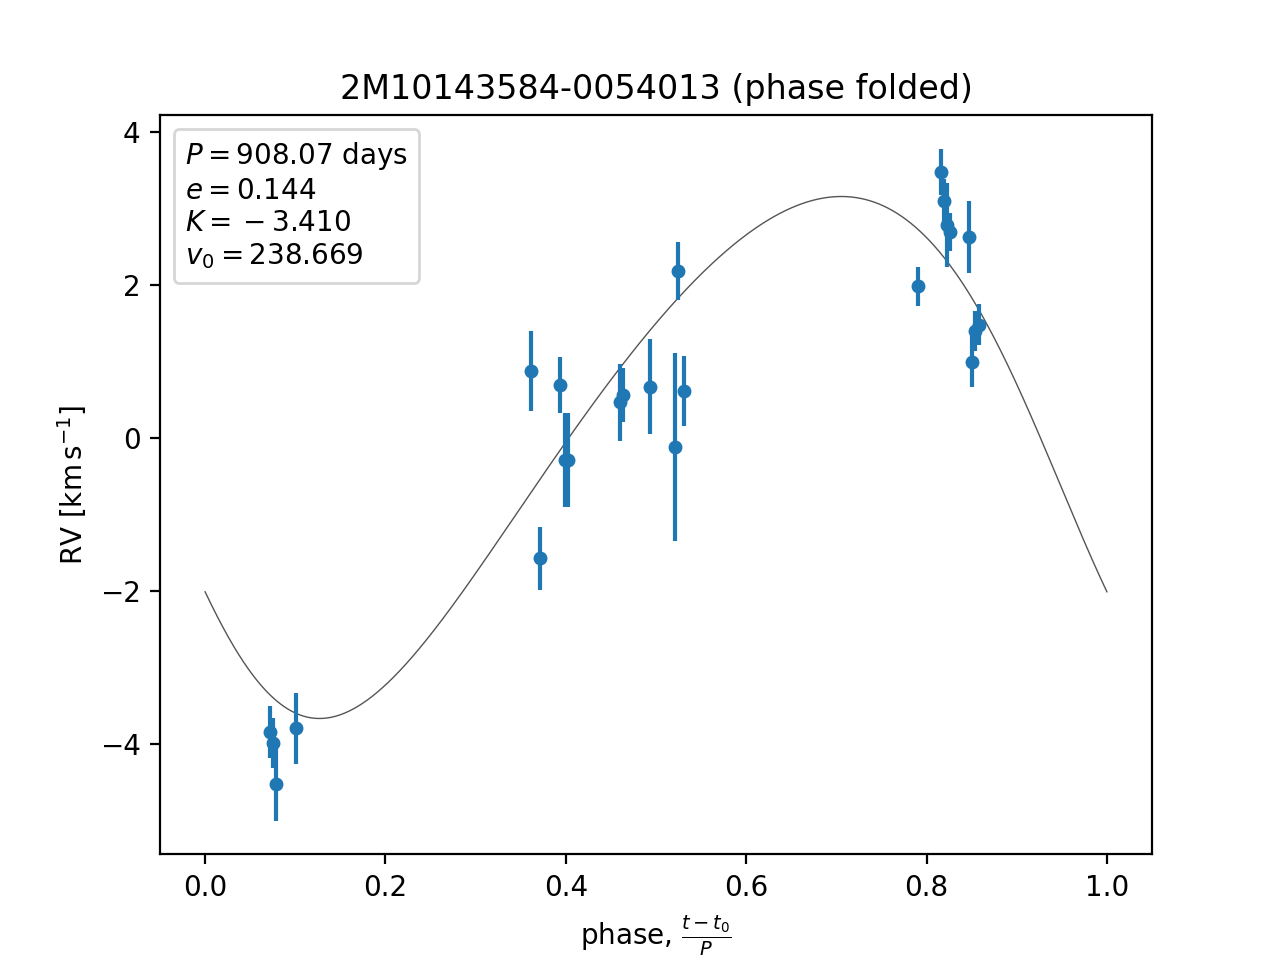 2M10143584-0054013 (phase folded)
P = 908.07 days
e = 0.144
K = − 3.410
v₀ = 238.669
4
2
0
−2
−4
RV [km s⁻¹]
0.0 0.2 0.4 0.6 0.8 1.0
phase, (t − t₀)/P